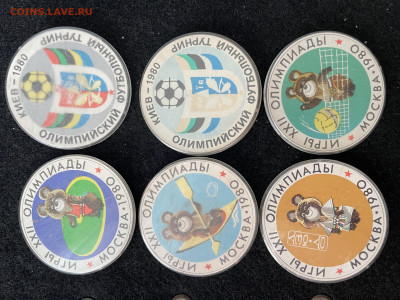 COINS.LAVE.RU
КИЕВ – 1980
ОЛИМПИЙСКИЙ ФУТБОЛЬНЫЙ ТУРНИР
КИЕВ – 1980
ОЛИМПИЙСКИЙ ФУТБОЛЬНЫЙ ТУРНИР
ИГРЫ XXII ОЛИМПИАДЫ
МОСКВА·1980
ИГРЫ XXII ОЛИМПИАДЫ
МОСКВА·1980
ИГРЫ XXII ОЛИМПИАДЫ
МОСКВА·1980
ИГРЫ XXII ОЛИМПИАДЫ
МОСКВА·1980